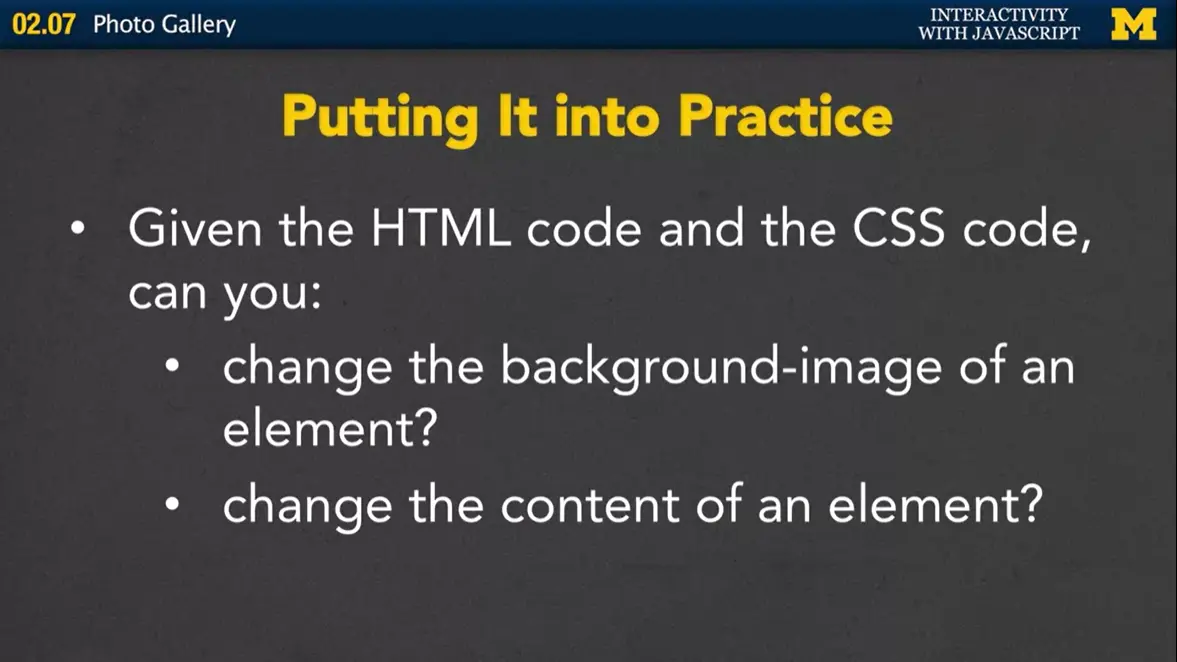 02.07 Photo Gallery
INTERACTIVITY
WITH JAVASCRIPT
M
Putting It into Practice
• Given the HTML code and the CSS code,
can you:
• change the background-image of an
element?
• change the content of an element?